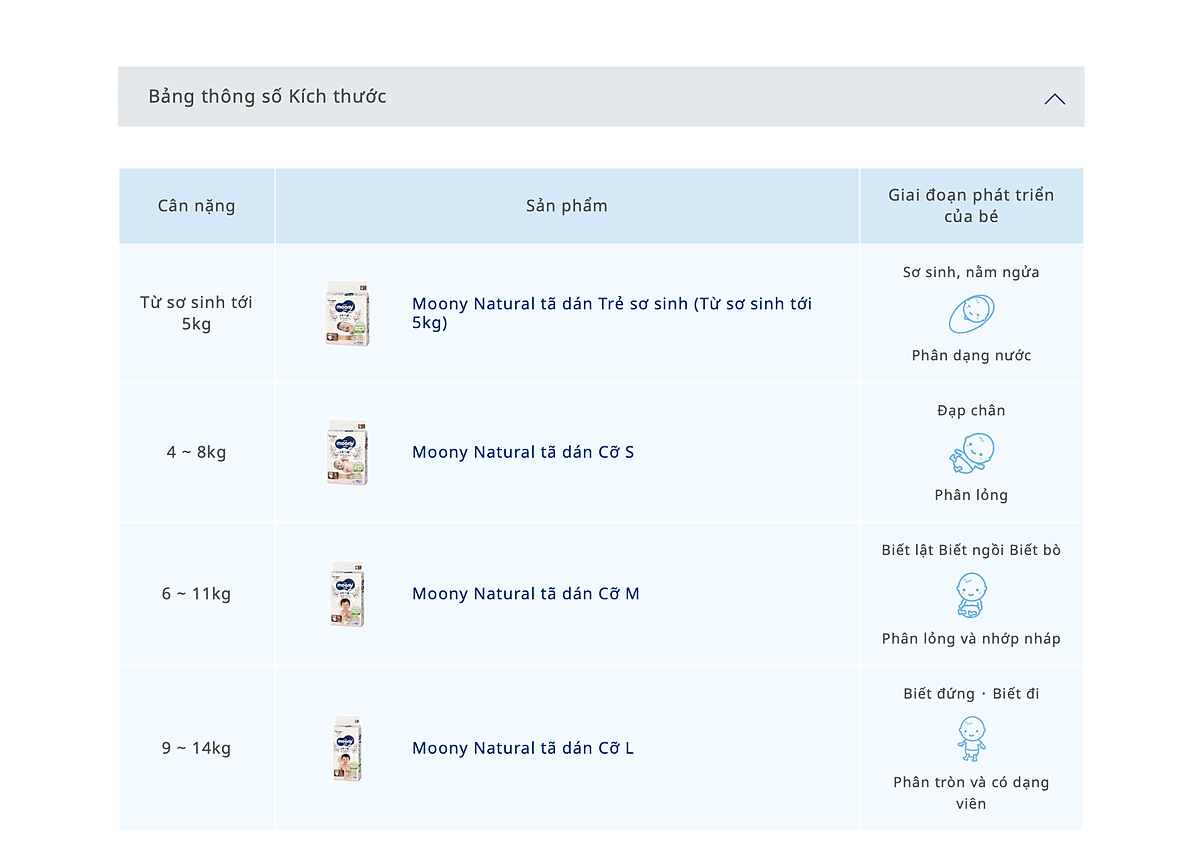 Bảng thông số Kích thước
Cân nặng
Sản phẩm
Giai đoạn phát triển
của bé
Từ sơ sinh tới
5kg
moony
Moony Natural tã dán Trẻ sơ sinh (Từ sơ sinh tới
5kg)
Sơ sinh, nằm ngửa
Phân dạng nước
4 ~ 8kg
moony
Moony Natural tã dán Cỡ S
Đạp chân
Phân lỏng
6 ~ 11kg
moony
Moony Natural tã dán Cỡ M
Biết lật Biết ngồi Biết bò
Phân lỏng và nhớp nháp
9 ~ 14kg
moony
Moony Natural tã dán Cỡ L
Biết đứng・Biết đi
Phân tròn và có dạng
viên